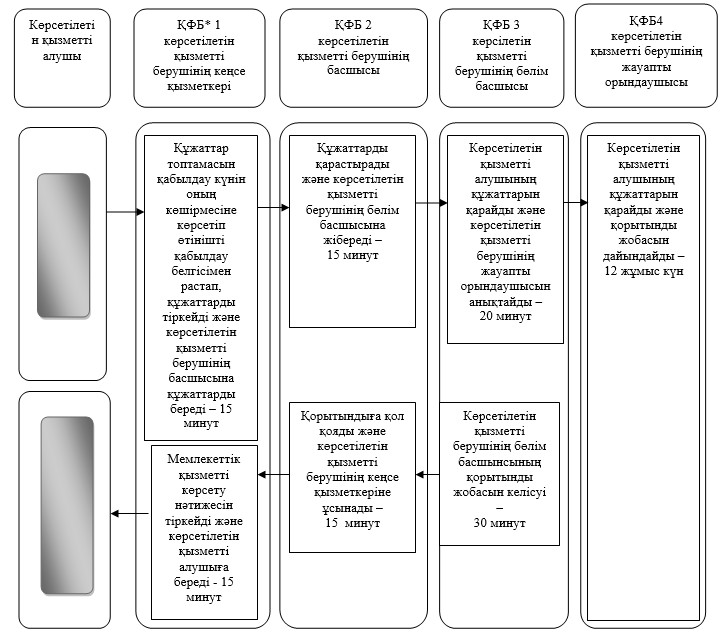 Көрсетілеті
н қызметті
алушы
ҚФБ* 1
көрсетілетін
қызметті
берушінің кеңсе
қызметкері
ҚФБ 2
көрсетілетін
қызметті берушінің
басшысы
ҚФБ 3
көрсілетін
қызметті
берушінің бөлім
басшысы
ҚФБ4
көрсетілетін
қызметті берушінің
жауапты
орындаушысы
Құжаттар
топтамасын
қабылдау күнін
оның
көшірмесіне
көрсетіп
өтінішті
қабылдау
белгісімен
растап,
құжаттарды
тіркейді және
көрсетілетін
қызметті
берушінің
басшысына
құжаттарды
береді – 15
минут
Құжаттарды
қарастырады
және көрсетілетін
қызметті
берушінің бөлім
басшысына
жібереді –
15 минут
Көрсетілетін
қызметті
алушының
құжаттарын
қарайды және
көрсетілетін
қызметті
берушінің
жауапты
орындаушысын
анықтайды –
20 минут
Көрсетілетін
қызметті
алушының
құжаттарын
қарайды және
қорытынды
жобасын
дайындайды –
12 жұмыс күн
Мемлекеттік
қызметті
көрсету
нәтижесін
тіркейді және
көрсетілетін
қызметті
алушыға
береді - 15
минут
Қорытындыға қол
қояды және
көрсетілетін
қызметті
берушінің кеңсе
қызметкеріне
ұсынады –
15 минут
Көрсетілетін
қызметті
берушінің бөлім
басшынсының
қорытынды
жобасын келісуі
–
30 минут